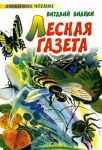 ЛЮБИМОЕ ЧТЕНИЕ
ВИТАЛИЙ БИАНКИ
ЛЕСНАЯ
ГАЗЕТА